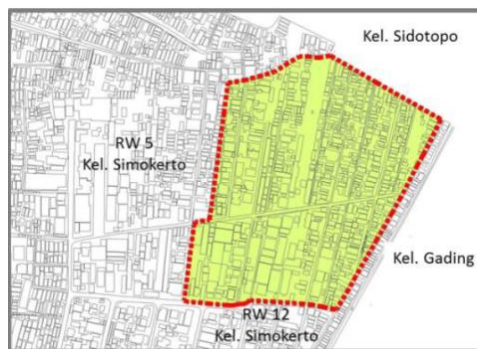 Kel. Sidotopo
RW 5
Kel. Simokerto
Kel. Gading
RW 12
Kel. Simokerto